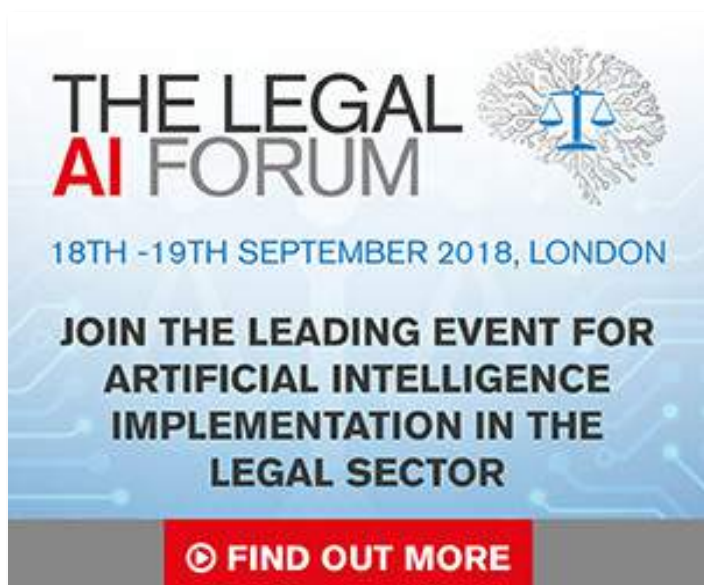 THE LEGAL
AI FORUM
18TH -19TH SEPTEMBER 2018, LONDON
JOIN THE LEADING EVENT FOR
ARTIFICIAL INTELLIGENCE
IMPLEMENTATION IN THE
LEGAL SECTOR
FIND OUT MORE